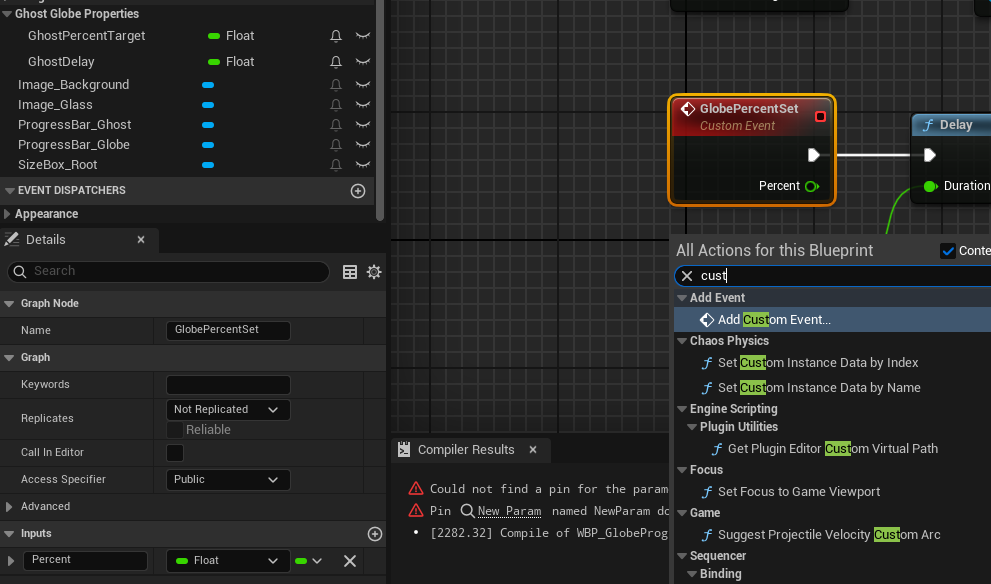 Ghost Globe Properties
GhostPercentTarget Float
GhostDelay Float
Image_Background
Image_Glass
ProgressBar_Ghost
ProgressBar_Globe
SizeBox_Root
EVENT DISPATCHERS
Appearance
Details
Search
Graph Node
Name GlobePercentSet
Graph
Keywords
Replicates Not Replicated
Reliable
Call In Editor
Access Specifier Public
Advanced
Inputs
Percent Float
GlobePercentSet
Custom Event
Percent
Delay
Duration
All Actions for this Blueprint Conte
cust
Add Event
Add Custom Event...
Chaos Physics
Set Custom Instance Data by Index
Set Custom Instance Data by Name
Engine Scripting
Plugin Utilities
Get Plugin Editor Custom Virtual Path
Focus
Set Focus to Game Viewport
Game
Suggest Projectile Velocity Custom Arc
Sequencer
Binding
Compiler Results
Could not find a pin for the param
Pin New Param named NewParam do
[2282.32] Compile of WBP_GlobeProg